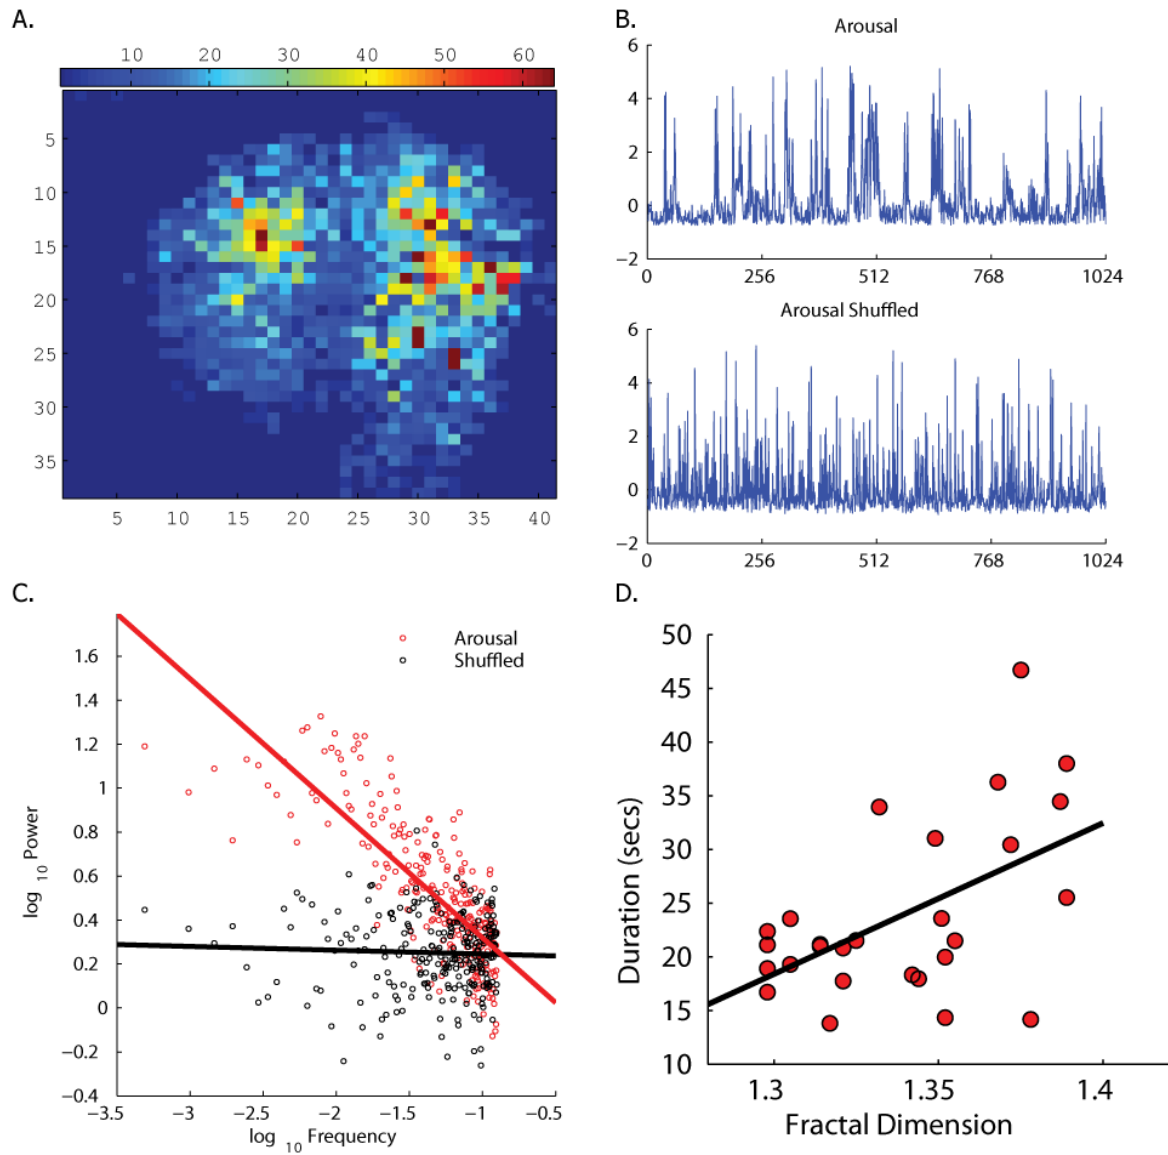 A.
10 20 30 40 50 60
5
10
15
20
25
30
35
5 10 15 20 25 30 35 40
B.
Arousal
6
4
2
0
−2
0 256 512 768 1024
Arousal Shuffled
6
4
2
0
−2
0 256 512 768 1024
C.
Arousal
Shuffled
log 10 Power
1.6
1.4
1.2
1
0.8
0.6
0.4
0.2
0
−0.2
−0.4
−3.5 −3 −2.5 −2 −1.5 −1 −0.5
log 10 Frequency
D.
Duration (secs)
50
45
40
35
30
25
20
15
10
1.3 1.35 1.4
Fractal Dimension